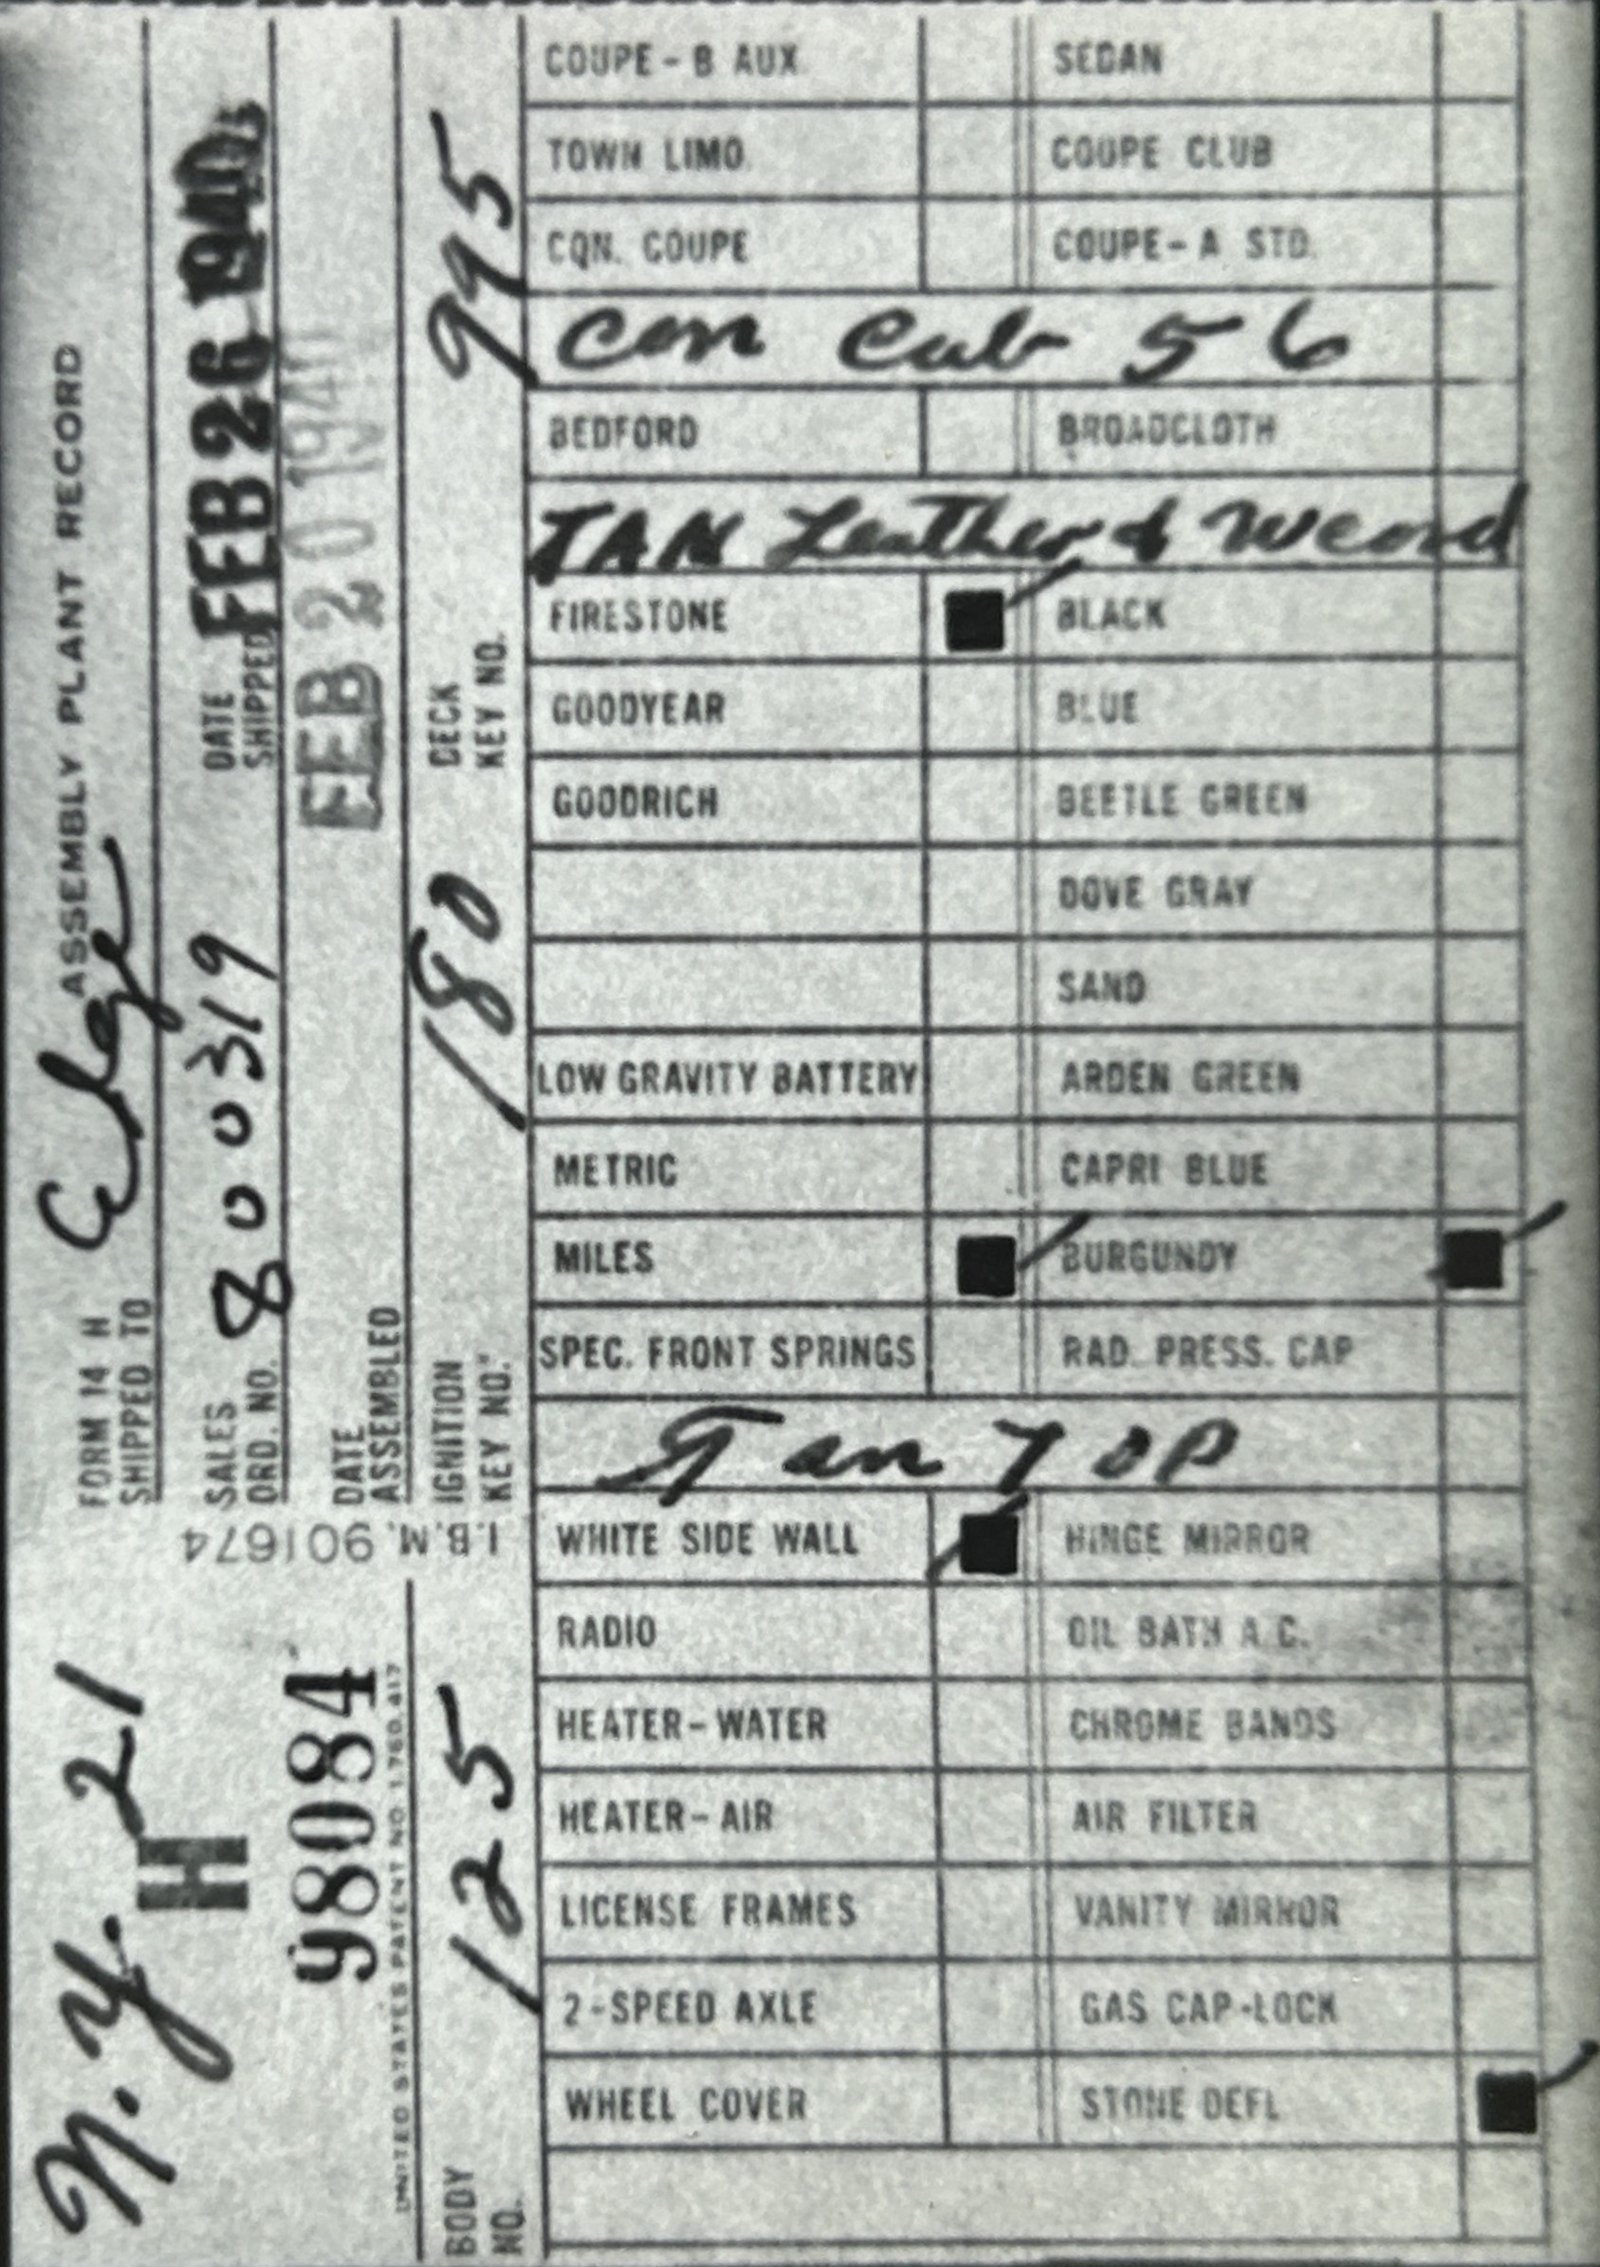 N.Y. 21
H
98084
UNITED STATES PATENT NO. 1,760,417
BODY NO. 125
I.B.M. 901674
FORM 14 H ASSEMBLY PLANT RECORD
SHIPPED TO
SALES ORD. NO. 800319
DATE SHIPPED FEB 26 1940
DATE ASSEMBLED FEB 20 1940
IGNITION KEY NO. 180
DECK KEY NO. 995
COUPE - B AUX. SEDAN
TOWN LIMO. COUPE CLUB
CQN. COUPE COUPE - A STD.
Con Cab 56
BEDFORD BROADCLOTH
TAN Leather &
FIRESTONE BLACK
GOODYEAR BLUE
GOODRICH BEETLE GREEN
DOVE GRAY
SAND
LOW GRAVITY BATTERY ARDEN GREEN
METRIC CAPRI BLUE
MILES BURGUNDY
SPEC. FRONT SPRINGS RAD. PRESS. CAP
Tan TOP
WHITE SIDE WALL HINGE MIRROR
RADIO OIL BATH A.C.
HEATER - WATER CHROME BANDS
HEATER - AIR AIR FILTER
LICENSE FRAMES VANITY MIRROR
2 - SPEED AXLE GAS CAP - LOCK
WHEEL COVER STONE DEFL